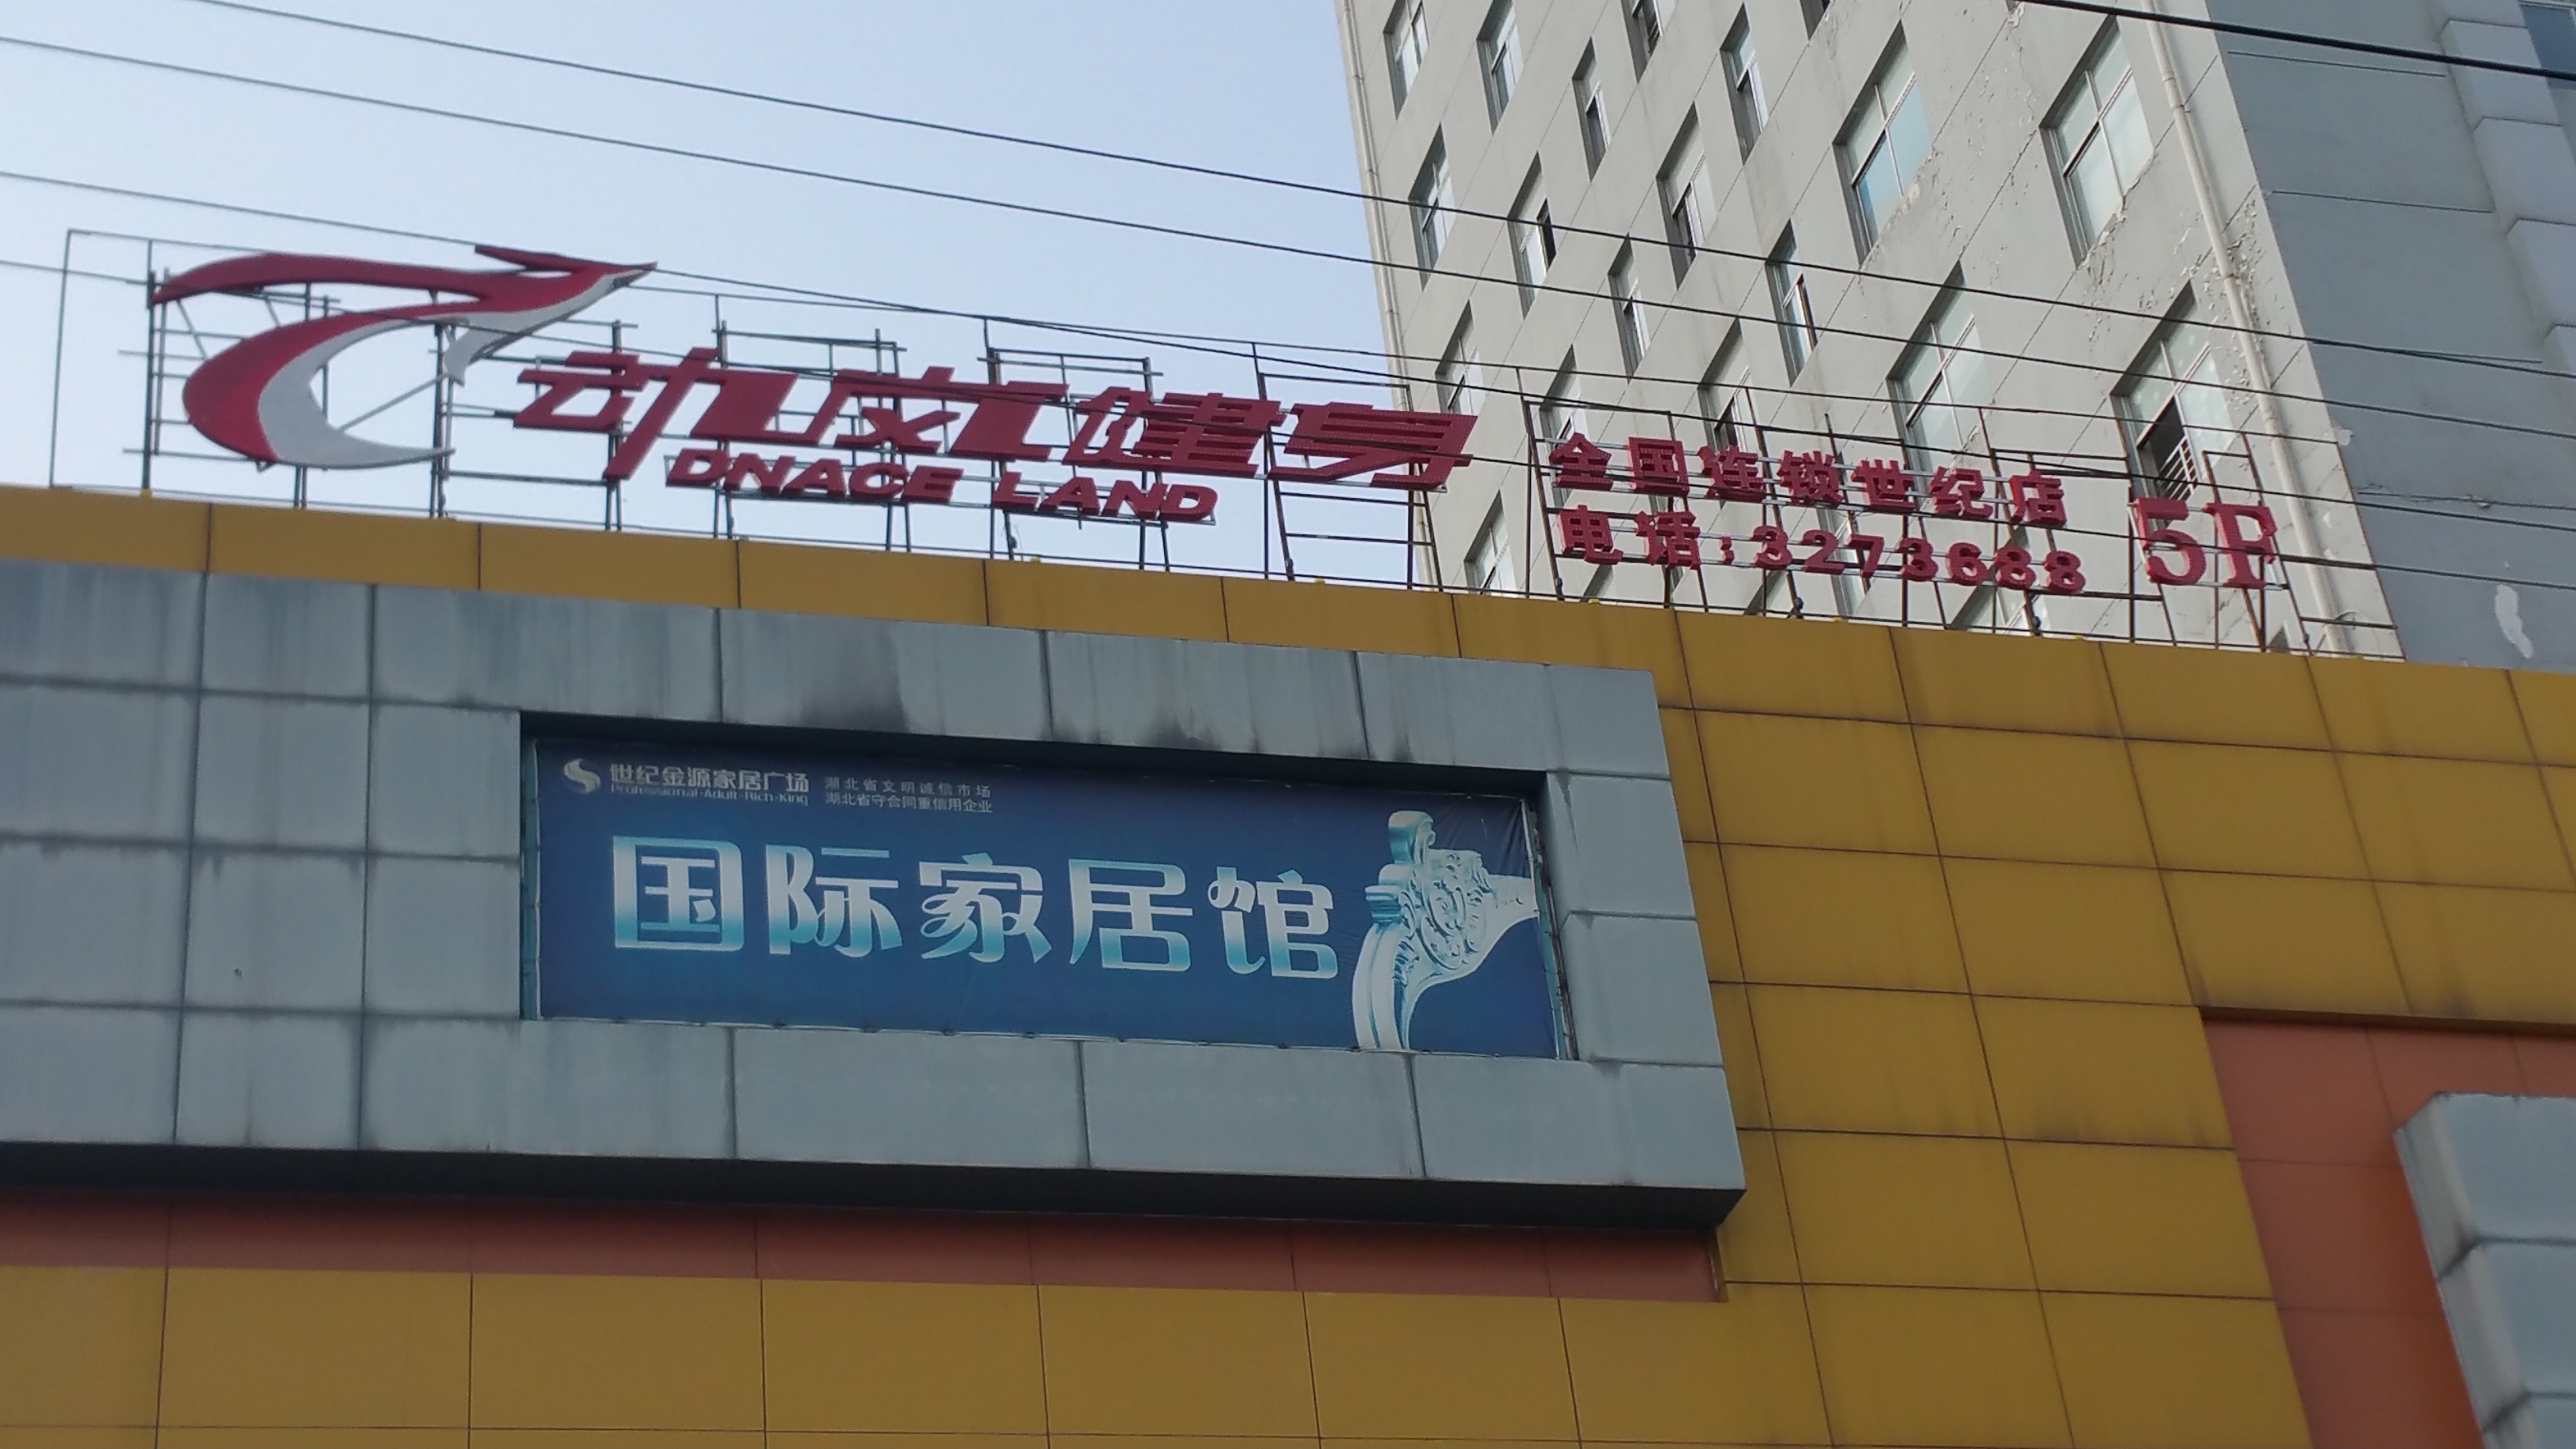 动岚健身
DNACE LAND
全国连锁世纪店
电话:3273688
5F
世纪金源家居广场
Professional-Adult-Rich-King
湖北省文明诚信市场
湖北省守合同重信用企业
国际家居馆